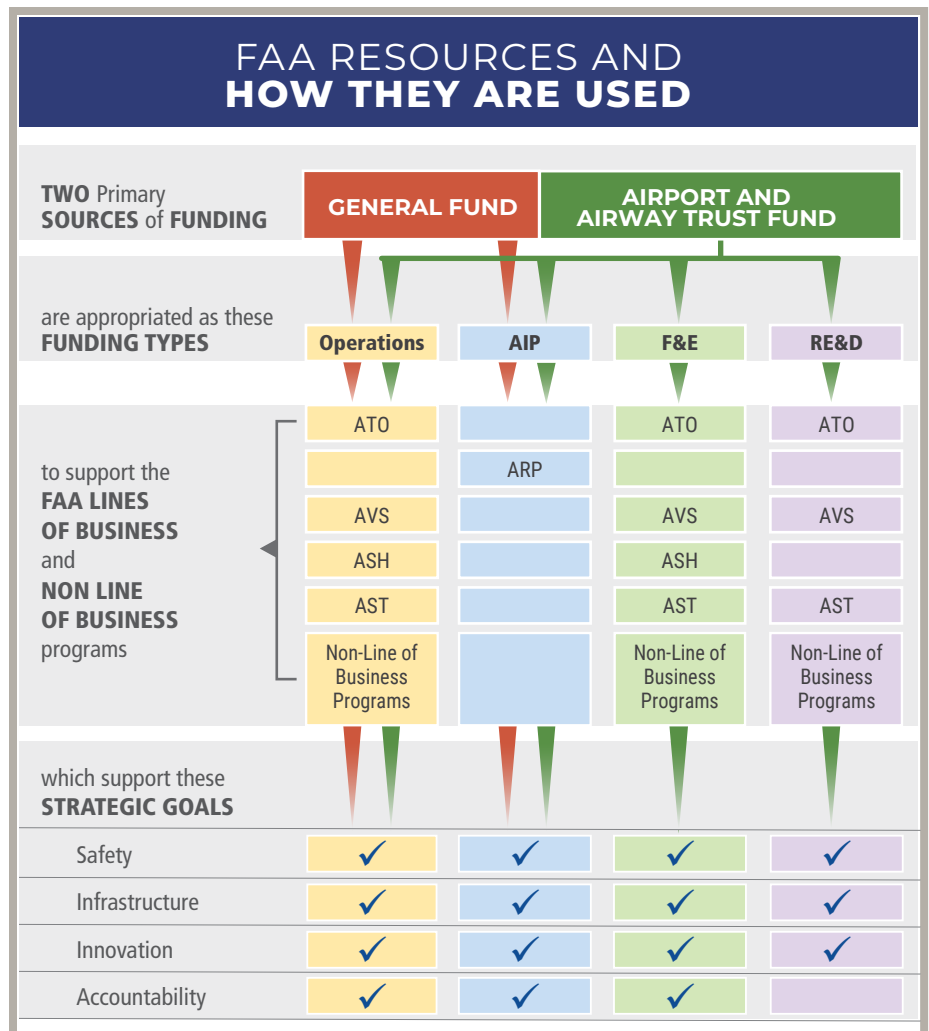 FAA RESOURCES AND
HOW THEY ARE USED
TWO Primary
SOURCES of FUNDING
GENERAL FUND
AIRPORT AND
AIRWAY TRUST FUND
are appropriated as these
FUNDING TYPES
Operations
AIP
F&E
RE&D
to support the
FAA LINES
OF BUSINESS
and
NON LINE
OF BUSINESS
programs
ATO
ATO
ATO
ARP
AVS
AVS
AVS
ASH
ASH
AST
AST
AST
Non-Line of
Business
Programs
Non-Line of
Business
Programs
Non-Line of
Business
Programs
which support these
STRATEGIC GOALS
Safety
Infrastructure
Innovation
Accountability